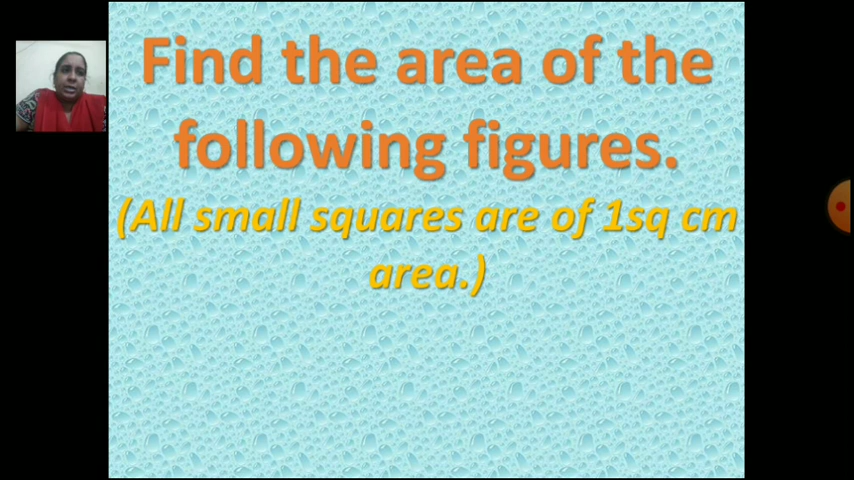 Find the area of the
following figures.
(All small squares are of 1sq cm
area.)